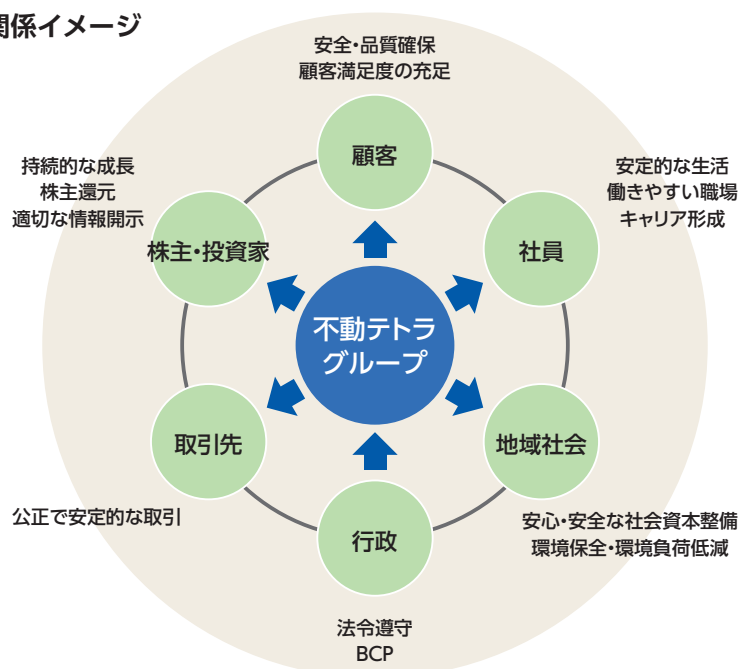 関係イメージ
安全・品質確保
顧客満足度の充足
顧客
持続的な成長
株主還元
適切な情報開示
株主・投資家
安定的な生活
働きやすい職場
キャリア形成
社員
不動テトラ
グループ
取引先
公正で安定的な取引
地域社会
安心・安全な社会資本整備
環境保全・環境負荷低減
行政
法令遵守
BCP